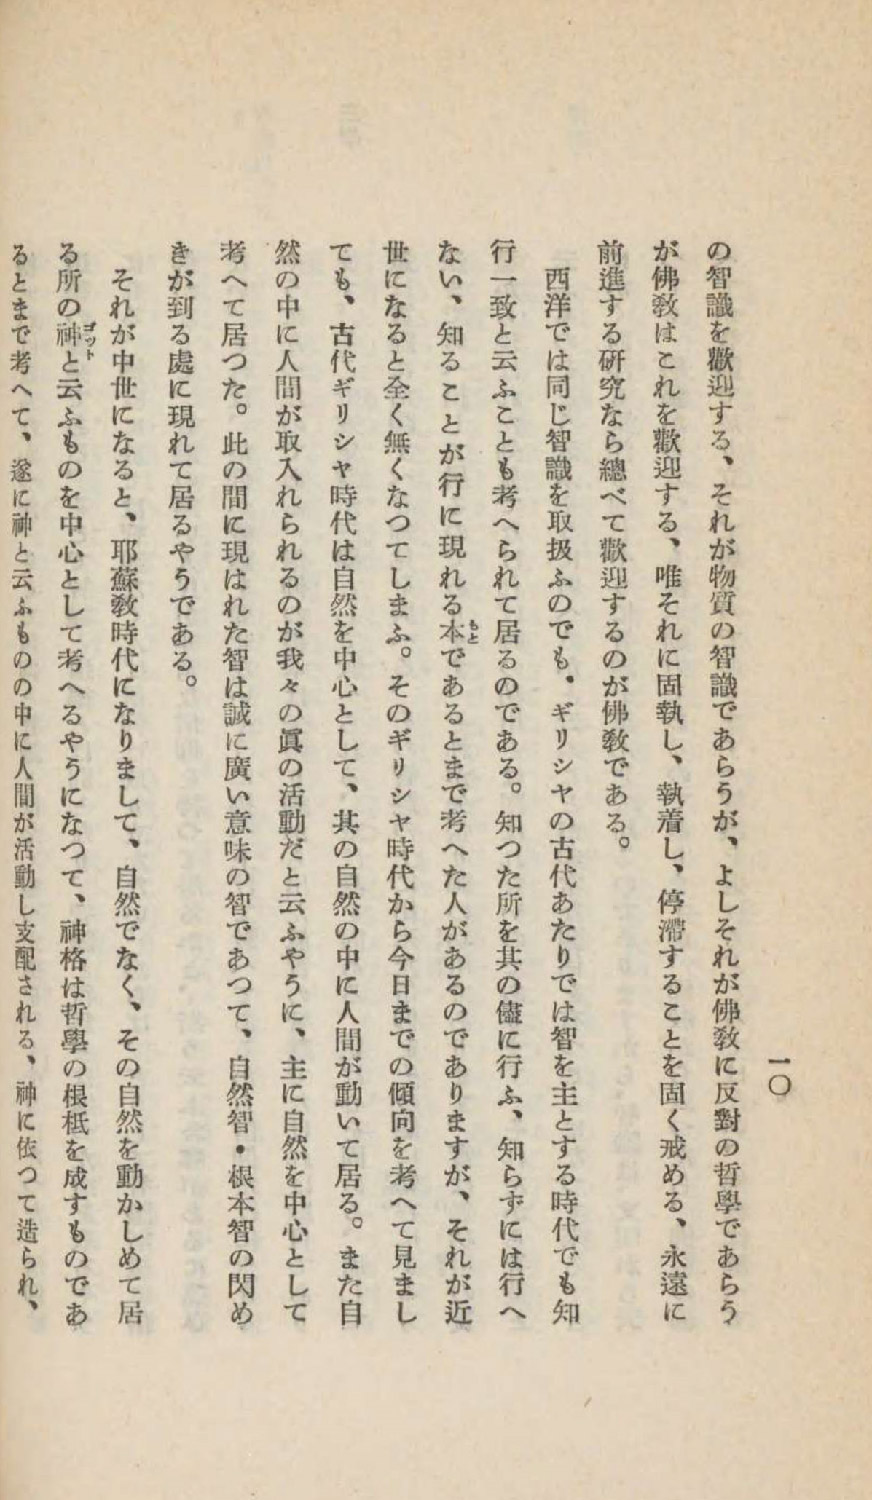 一〇
の智識を歡迎する、それが物質の智識であらうが、よしそれが佛敎に反對の哲學であらう
が佛敎はこれを歡迎する、唯それに固執し、執着し、停滯することを固く戒める、永遠に
前進する硏究なら總べて歡迎するのが佛敎である。
西洋では同じ智識を取扱ふのでも、ギリシヤの古代あたりでは智を主とする時代でも知
行一致と云ふことも考へられて居るのである。知つた所を其の儘に行ふ、知らずには行へ
ない、知ることが行に現れる本もとであるとまで考へた人があるのでありますが、それが近
世になると全く無くなつてしまふ。そのギリシヤ時代から今日までの傾向を考へて見まし
ても、古代ギリシヤ時代は自然を中心として、其の自然の中に人間が動いて居る。また自
然の中に人間が取入れられるのが我々の眞の活動だと云ふやうに、主に自然を中心として
考へて居つた。此の間に現はれた智は誠に廣い意味の智であつて、自然智・根本智の閃め
きが到る處に現れて居るやうである。
それが中世になると、耶蘇敎時代になりまして、自然でなく、その自然を動かしめて居
る所の神ゴットと云ふものを中心として考へるやうになつて、神格は哲學の根柢を成すものであ
るとまで考へて、遂に神と云ふものの中に人間が活動し支配される、神に依つて造られ、